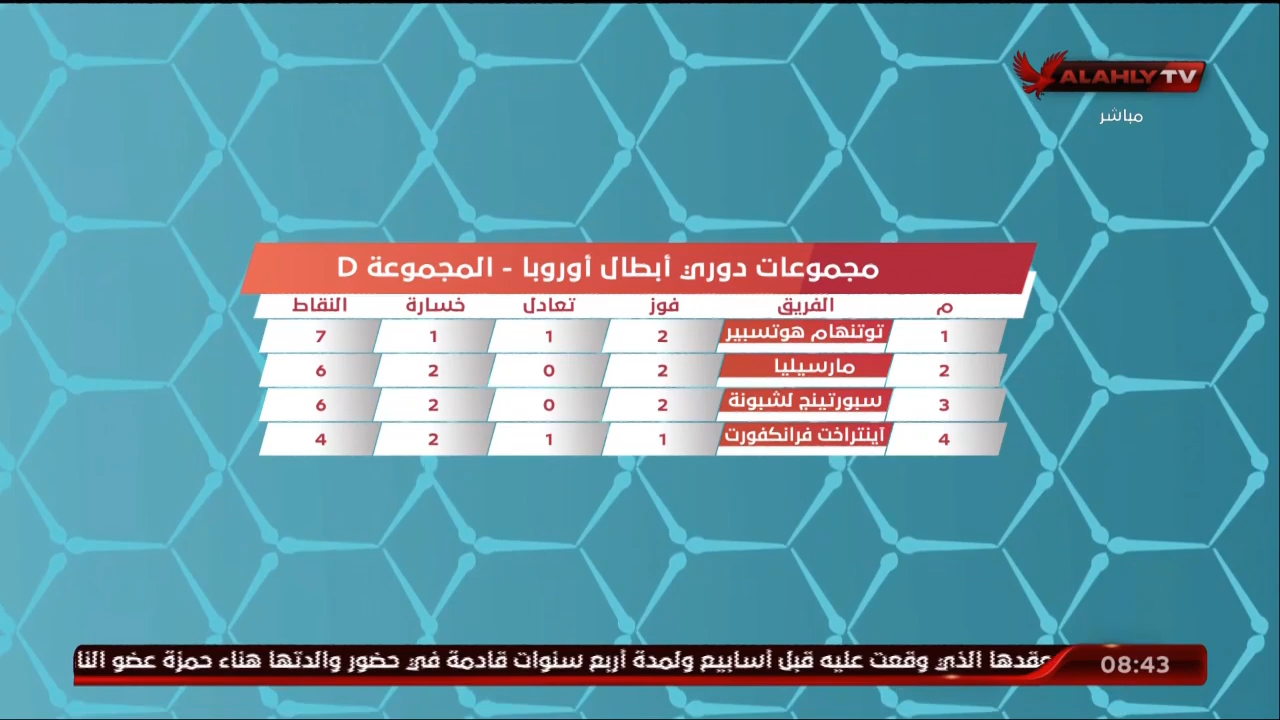 ALAHLY TV
مباشر
مجموعات دوري أبطال أوروبا - المجموعة D
م الفريق فوز تعادل خسارة النقاط
1 توتنهام هوتسبير 2 1 1 7
2 مارسيليا 2 0 2 6
3 سبورتينج لشبونة 2 0 2 6
4 آينتراخت فرانكفورت 1 1 2 4
عقدها الذي وقعت عليه قبل أسابيع ولمدة أربع سنوات قادمة في حضور والدتها هناء حمزة عضو النا
08:43